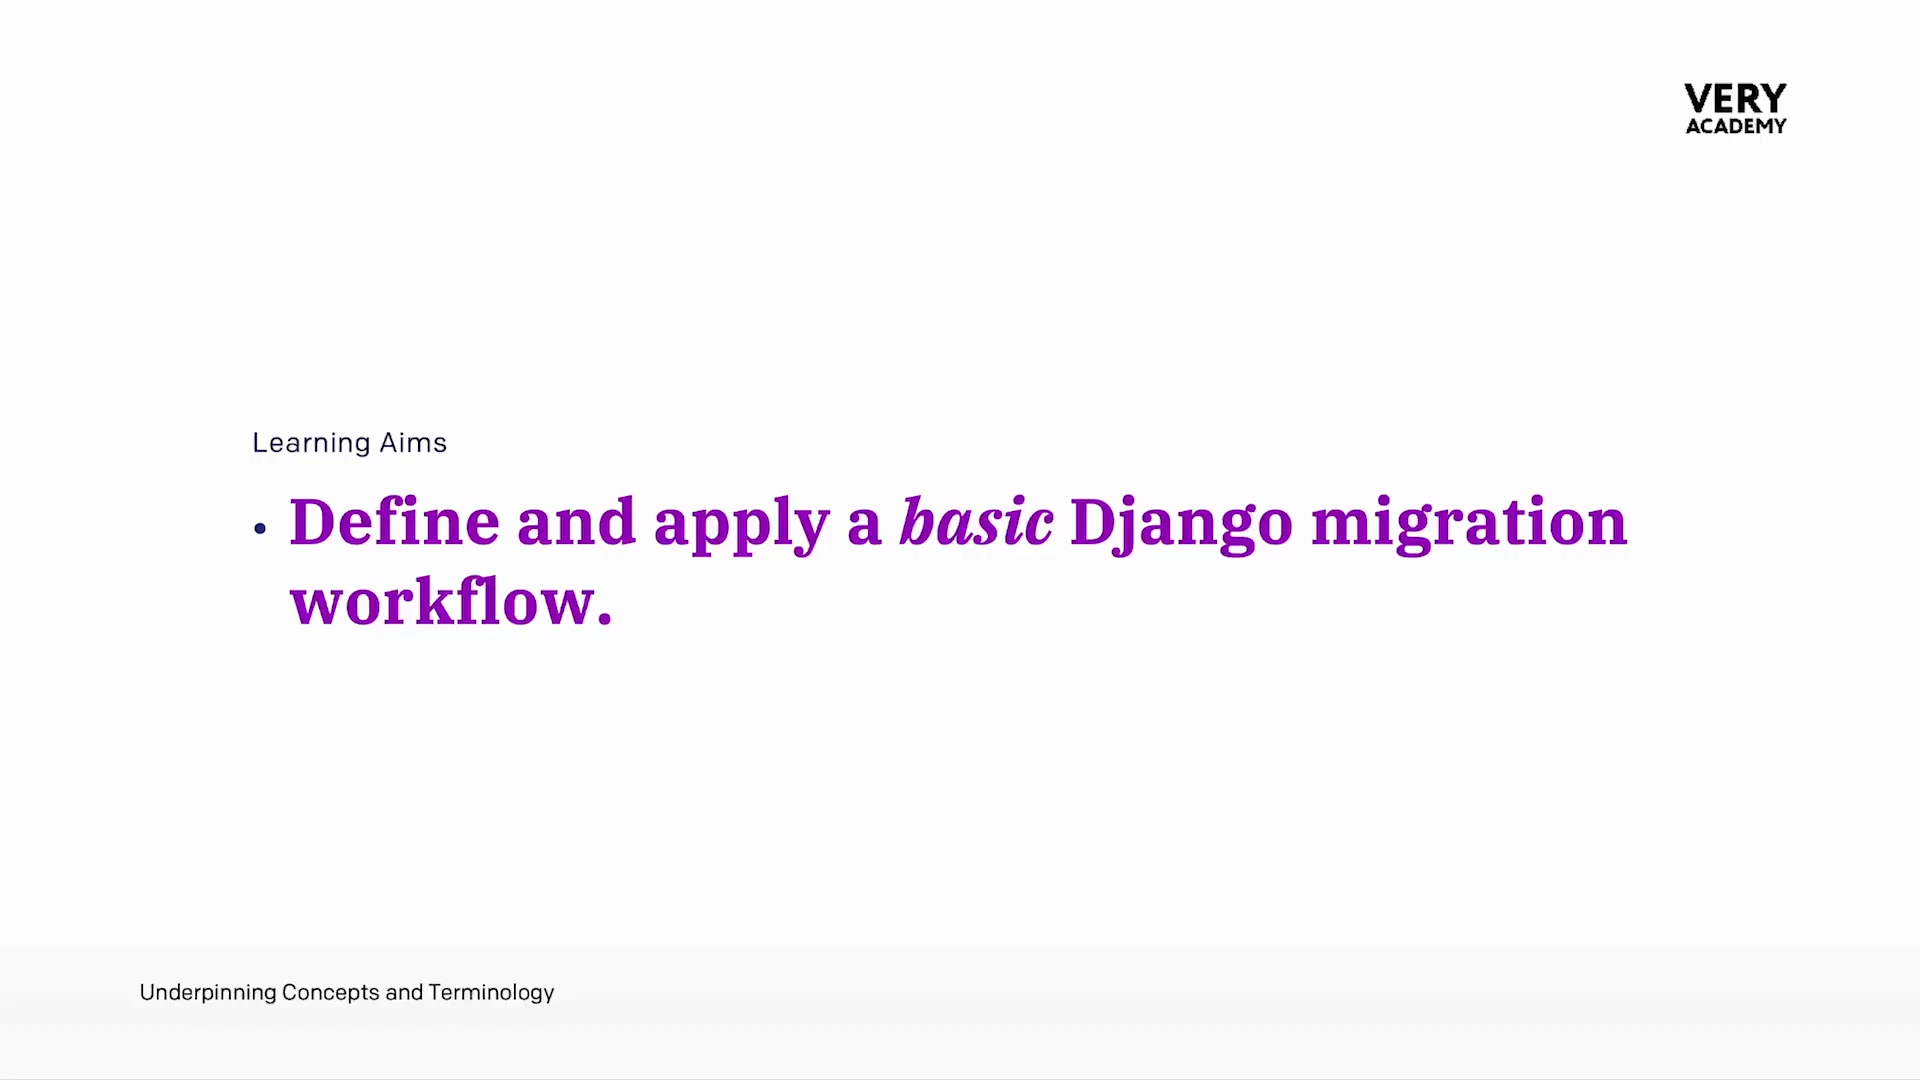 VERY
ACADEMY
Learning Aims
• Define and apply a basic Django migration
workflow.
Underpinning Concepts and Terminology